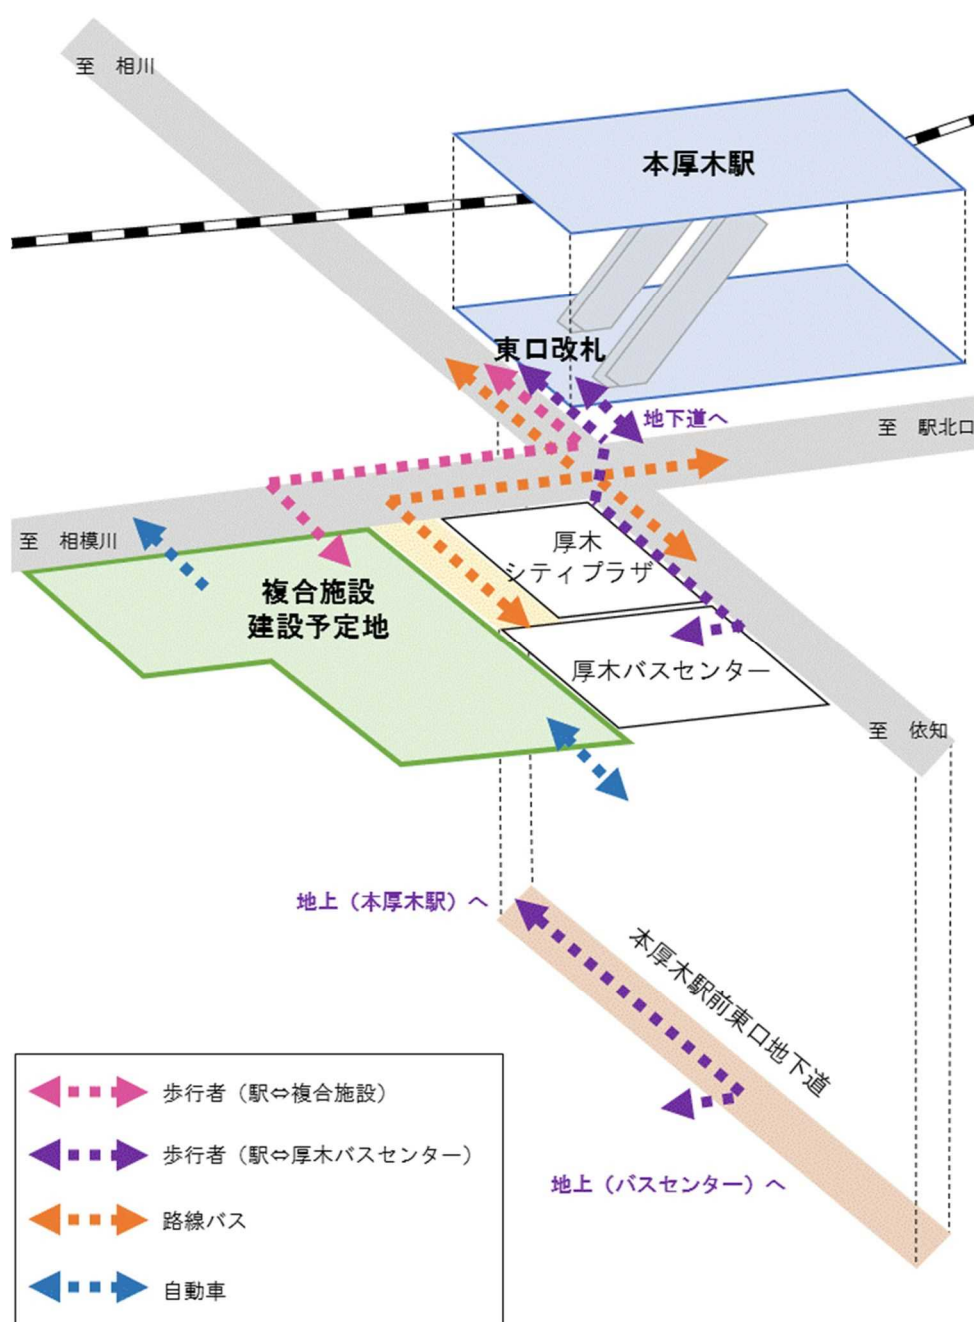 至　相川
本厚木駅
東口改札
地下道へ
至　駅北口
至　相模川
厚木
シティプラザ
複合施設
建設予定地
厚木バスセンター
至　依知
地上（本厚木駅）へ
本厚木駅前東口地下道
地上（バスセンター）へ
歩行者（駅⇔複合施設）
歩行者（駅⇔厚木バスセンター）
路線バス
自動車